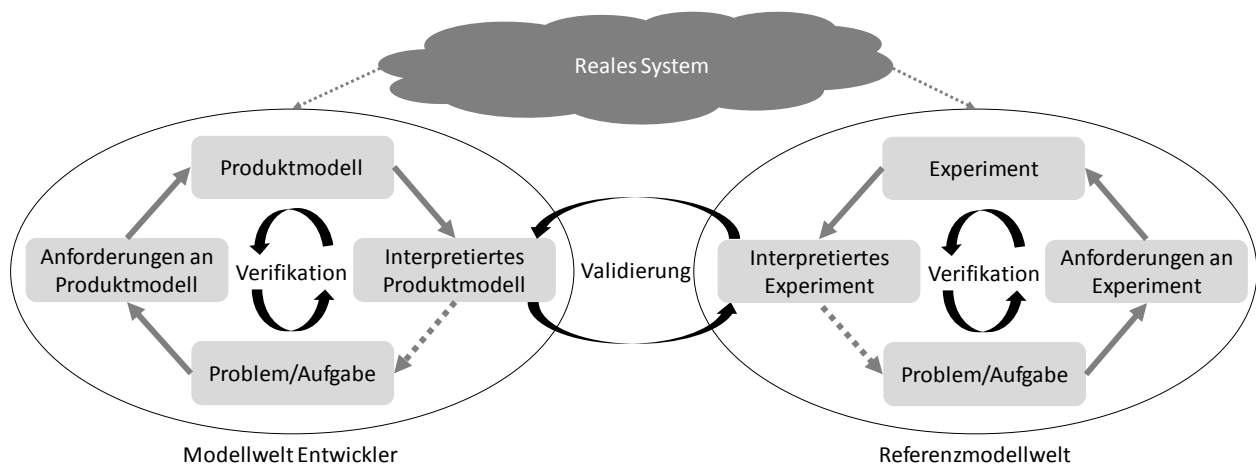 Reales System
Produktmodell
Anforderungen an
Produktmodell
Verifikation
Interpretiertes
Produktmodell
Problem/Aufgabe
Modellwelt Entwickler
Validierung
Experiment
Interpretiertes
Experiment
Verifikation
Anforderungen an
Experiment
Problem/Aufgabe
Referenzmodellwelt